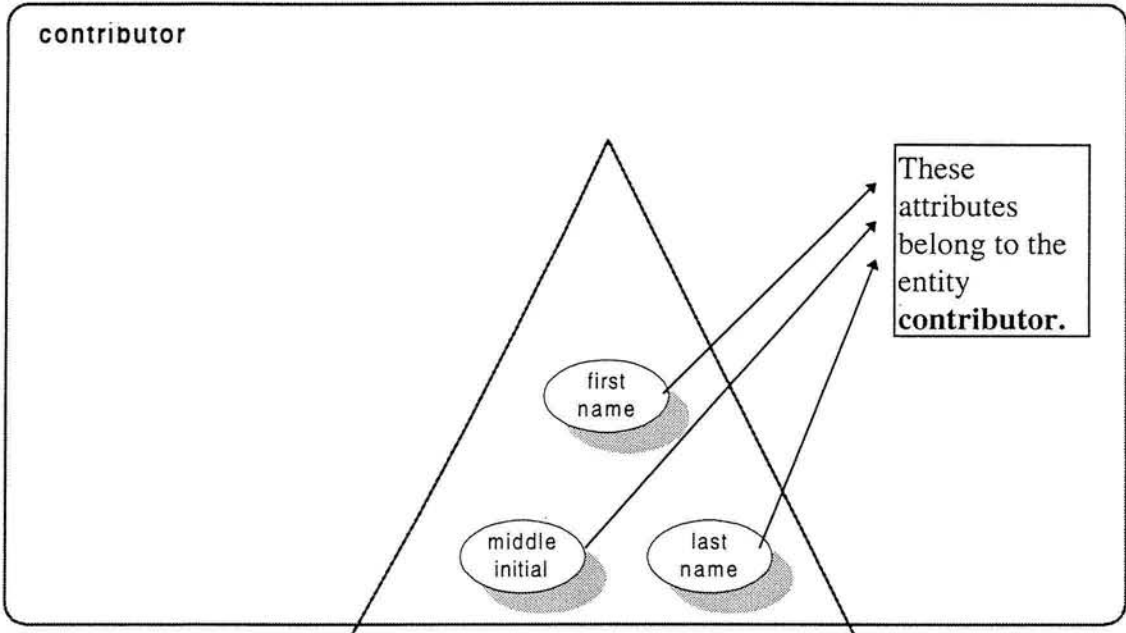 contributor
These
attributes
belong to the
entity
contributor.
first
name
middle
initial
last
name